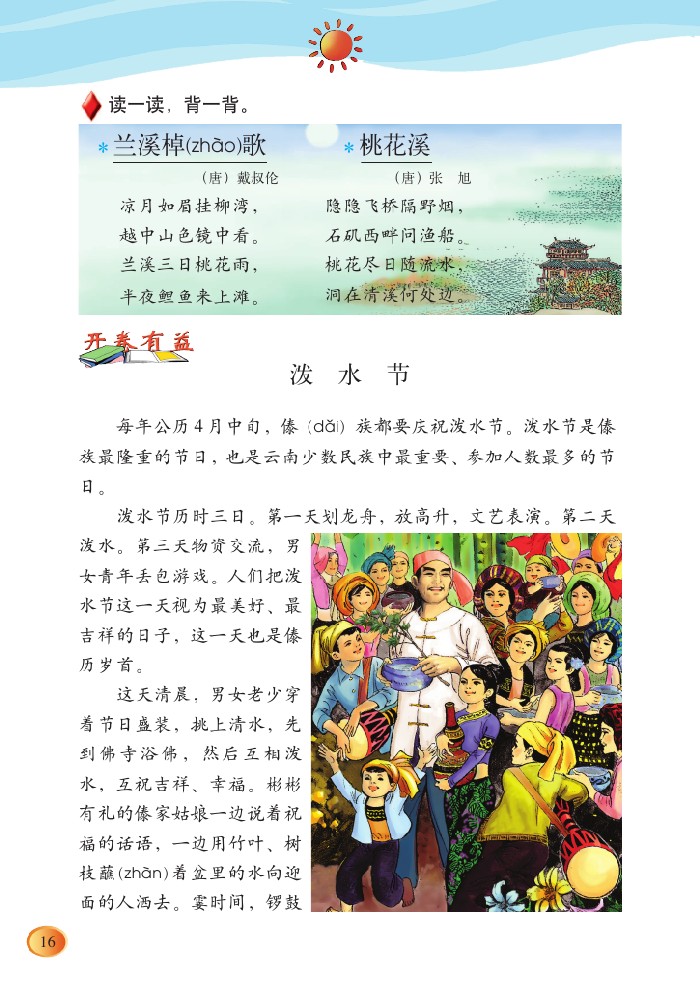 读一读，背一背。
*兰溪棹(zhào)歌
（唐）戴叔伦
凉月如眉挂柳湾，
越中山色镜中看。
兰溪三日桃花雨，
半夜鲤鱼来上滩。
*桃花溪
（唐）张 旭
隐隐飞桥隔野烟，
石矶西畔问渔船。
桃花尽日随流水，
洞在清溪何处边。
开卷有益
泼 水 节
每年公历4月中旬，傣（dǎi）族都要庆祝泼水节。泼水节是傣
族最隆重的节日，也是云南少数民族中最重要、参加人数最多的节
日。
泼水节历时三日。第一天划龙舟，放高升，文艺表演。第二天
泼水。第三天物资交流，男
女青年丢包游戏。人们把泼
水节这一天视为最美好、最
吉祥的日子，这一天也是傣
历岁首。
这天清晨，男女老少穿
着节日盛装，挑上清水，先
到佛寺浴佛，然后互相泼
水，互祝吉祥、幸福。彬彬
有礼的傣家姑娘一边说着祝
福的话语，一边用竹叶、树
枝蘸(zhàn)着盆里的水向迎
面的人洒去。霎时间，锣鼓
16